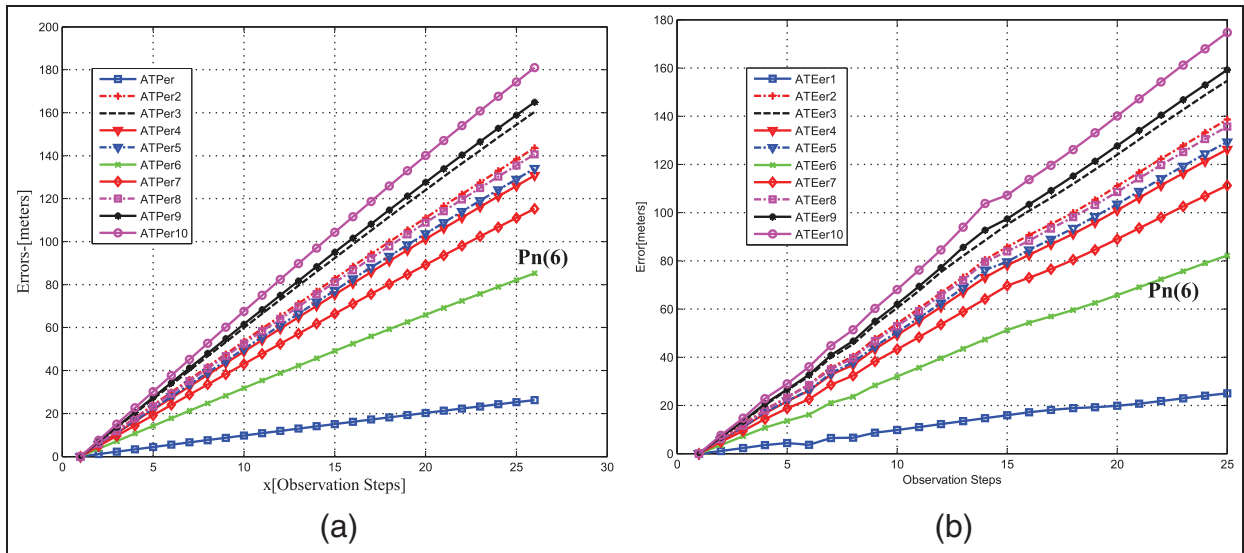 200
180
160
140
120
100
80
60
40
20
0
Errors-[meters]
ATPer
ATPer2
ATPer3
ATPer4
ATPer5
ATPer6
ATPer7
ATPer8
ATPer9
ATPer10
Pn(6)
0 5 10 15 20 25 30
x[Observation Steps]
(a)
180
160
140
120
100
80
60
40
20
0
Error[meters]
ATEer1
ATEer2
ATEer3
ATEer4
ATEer5
ATEer6
ATEer7
ATEer8
ATEer9
ATEer10
Pn(6)
0 5 10 15 20 25
Observation Steps
(b)